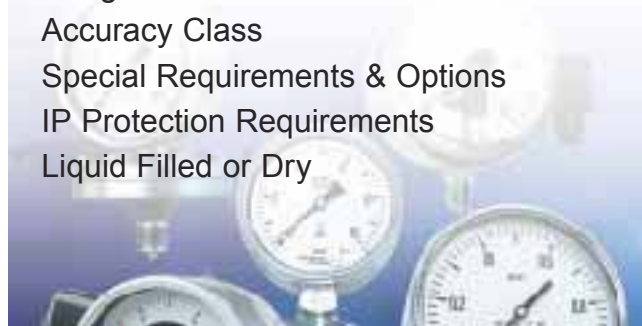 Accuracy Class
Special Requirements & Options
IP Protection Requirements
Liquid Filled or Dry